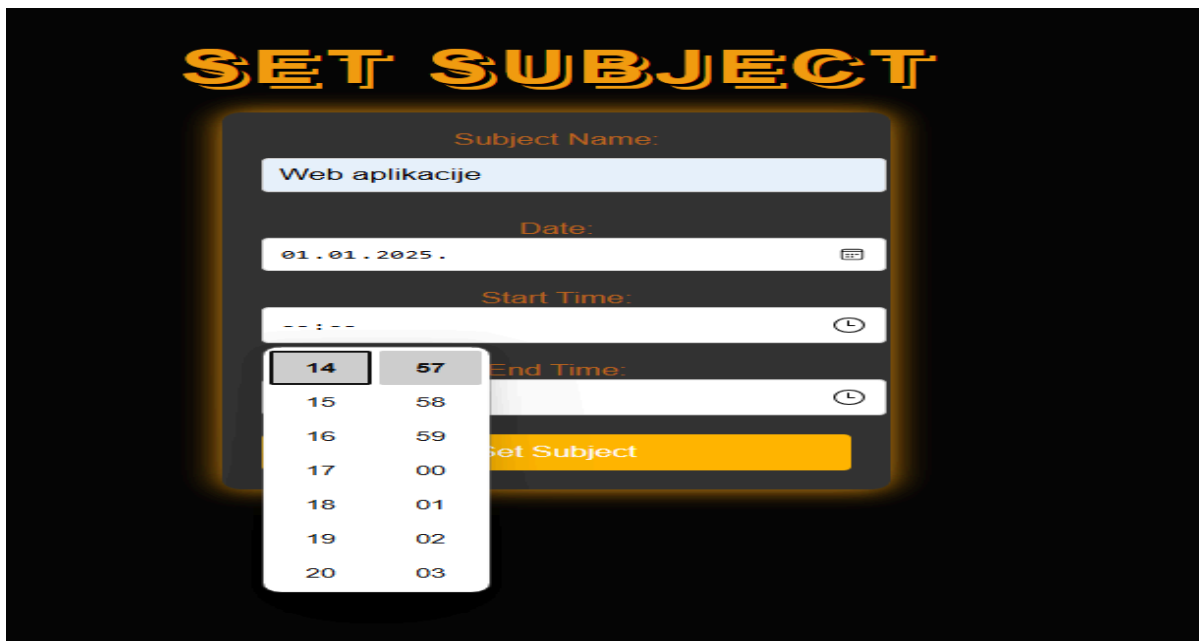 SET SUBJECT
Subject Name:
Web aplikacije
Date:
01.01.2025.
Start Time:
--:--
End Time:
14 57
15 58
16 59
17 00
18 01
19 02
20 03
Set Subject